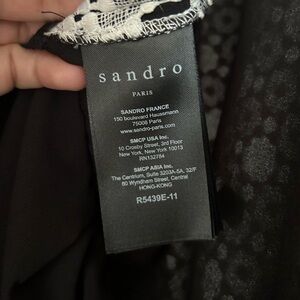 sandro
PARIS
SANDRO FRANCE
150 boulevard Haussmann
75008 Paris
www.sandro-paris.com
SMCP USA Inc.
10 Crosby Street, 3rd Floor
New York, New York 10013
RN132784
SMCP ASIA Inc.
The Centrium, Suite 3203A-5A, 32/F
60 Wyndham Street, Central
HONG-KONG
R5439E-11